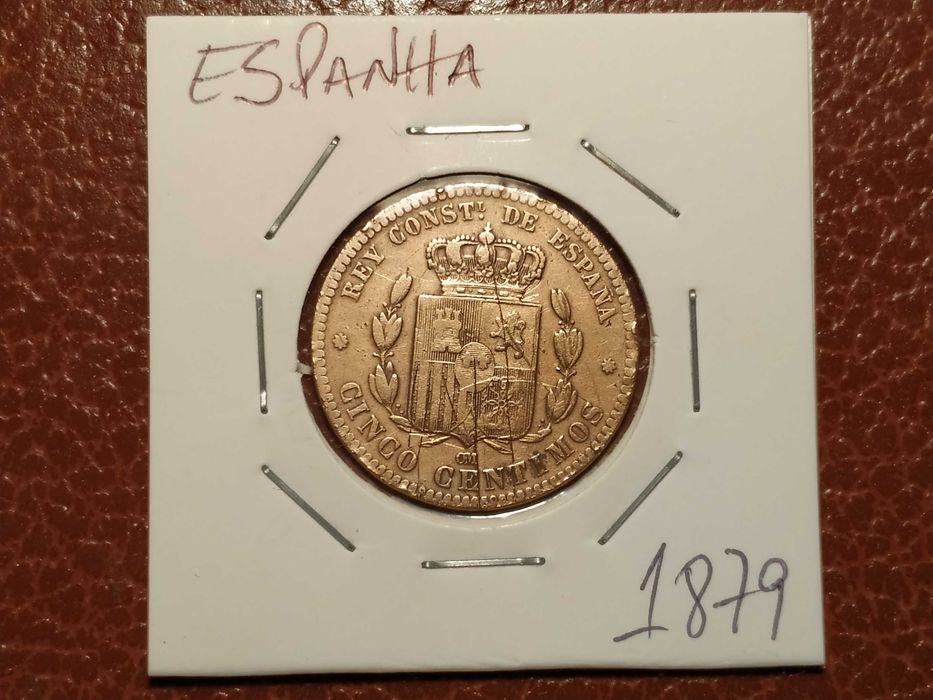 ESPANHA
REY CONST.L DE ESPAÑA
CINCO CENTIMOS
OM
1879